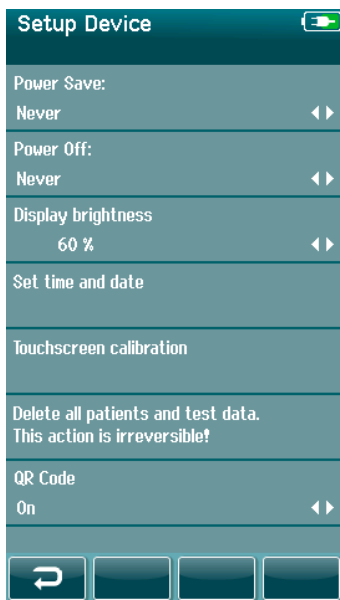 Setup Device
Power Save:
Never
Power Off:
Never
Display brightness
60 %
Set time and date
Touchscreen calibration
Delete all patients and test data.
This action is irreversible!
QR Code
On